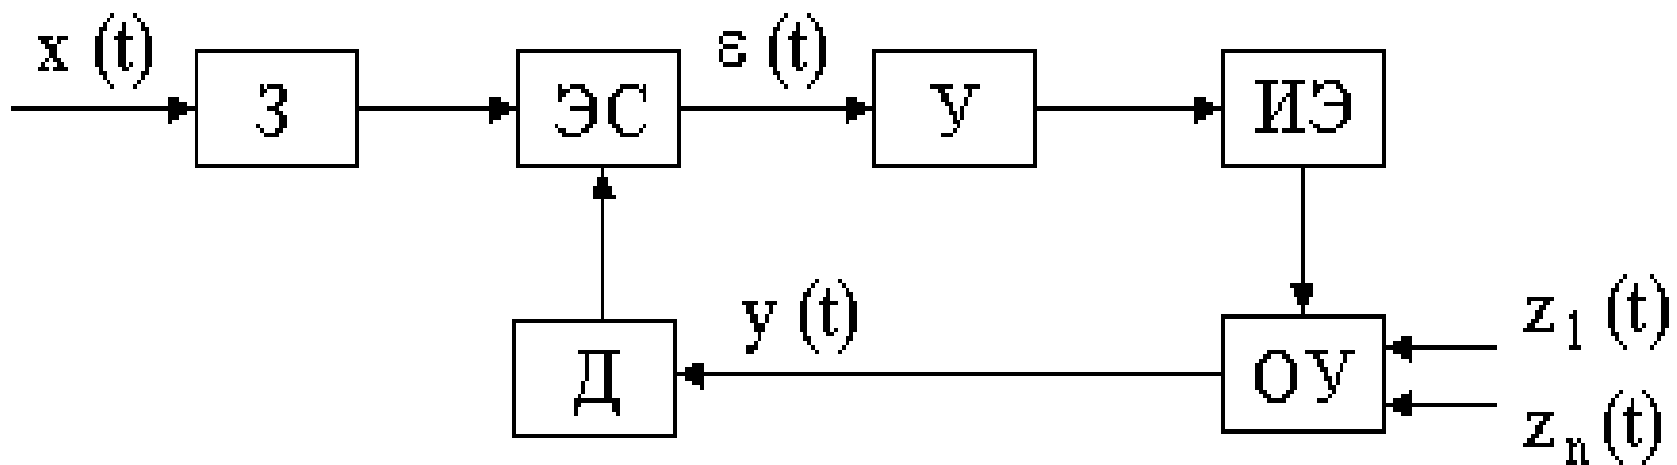 x (t)
З
ЭС
ε (t)
У
ИЭ
Д
y (t)
ОУ
z₁ (t)
zₙ (t)